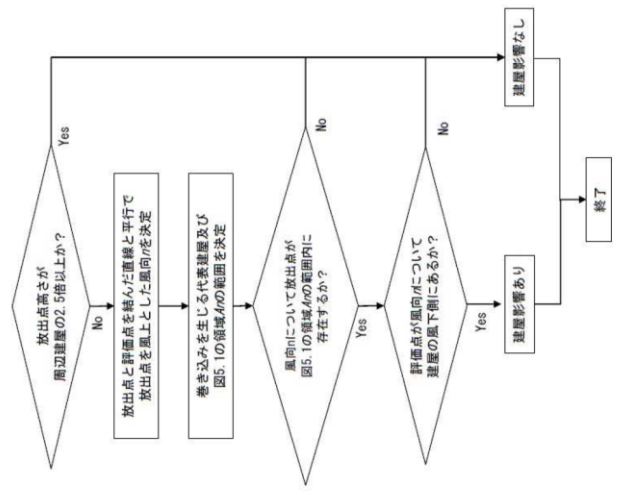 放出点高さが
周辺建屋の2.5倍以上か？
Yes
No
放出点と評価点を結んだ直線と平行で
放出点を風上とした風向nを決定
巻き込みを生じる代表建屋及び
図5.1の領域Anの範囲を決定
風向nについて放出点が
図5.1の領域Anの範囲内に
存在するか？
No
Yes
評価点が風向nについて
建屋の風下側にあるか？
No
Yes
建屋影響あり
建屋影響なし
終了